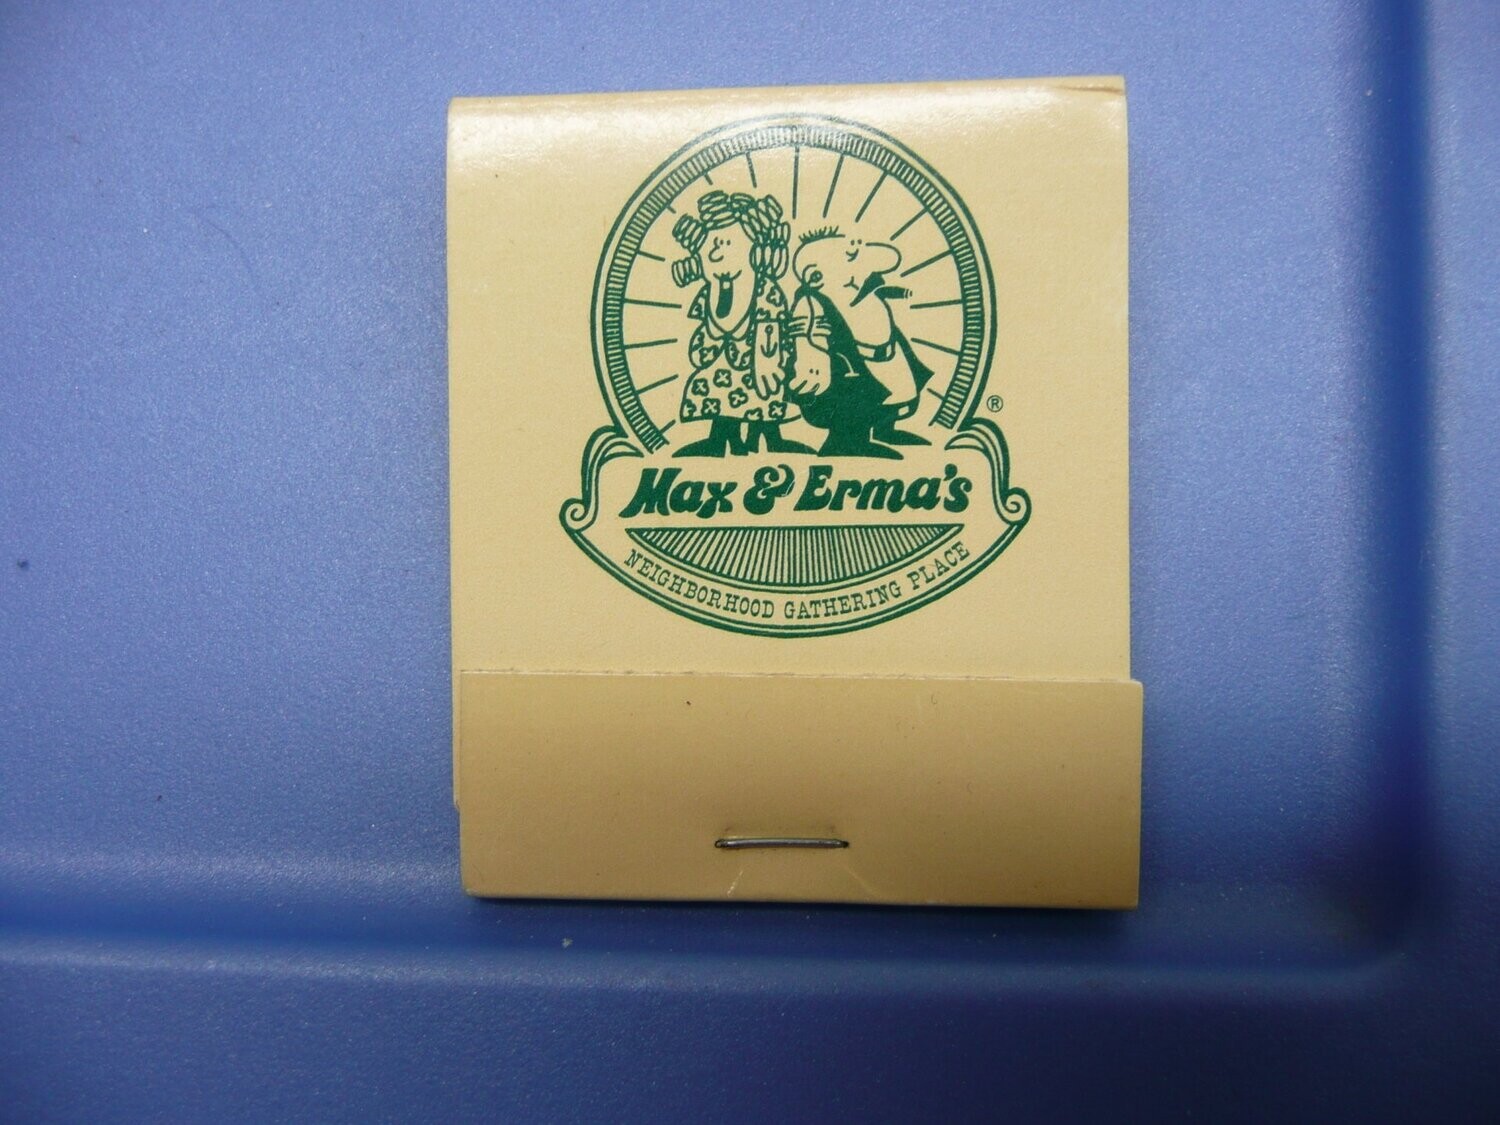 ®
Max & Erma's
NEIGHBORHOOD GATHERING PLACE